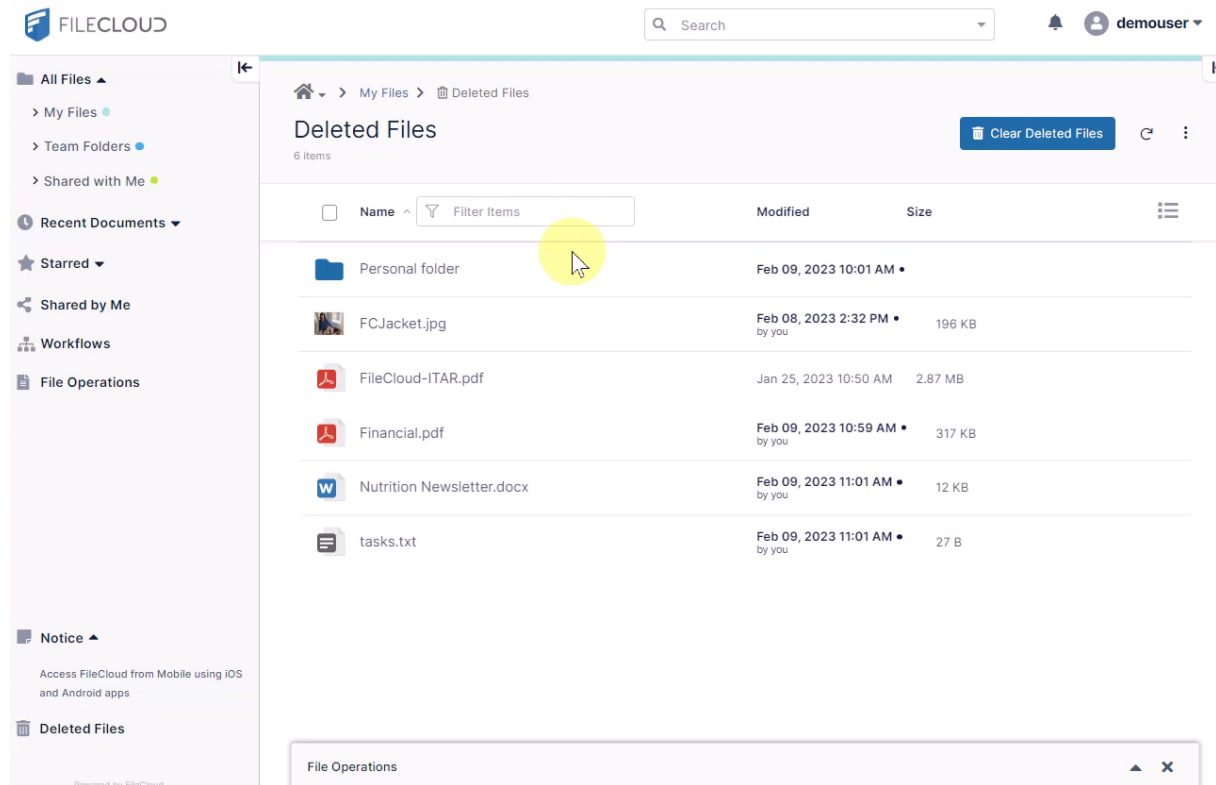 FILECLOUD
Search
demouser
All Files
My Files
Team Folders
Shared with Me
Recent Documents
Starred
Shared by Me
Workflows
File Operations
Notice
Access FileCloud from Mobile using iOS
and Android apps
Deleted Files
Powered by FileCloud
My Files
Deleted Files
Deleted Files
6 items
Clear Deleted Files
Name
Filter Items
Modified
Size
Personal folder
Feb 09, 2023 10:01 AM
FCJacket.jpg
Feb 08, 2023 2:32 PM
by you
196 KB
FileCloud-ITAR.pdf
Jan 25, 2023 10:50 AM
2.87 MB
Financial.pdf
Feb 09, 2023 10:59 AM
by you
317 KB
Nutrition Newsletter.docx
Feb 09, 2023 11:01 AM
by you
12 KB
tasks.txt
Feb 09, 2023 11:01 AM
by you
27 B
File Operations